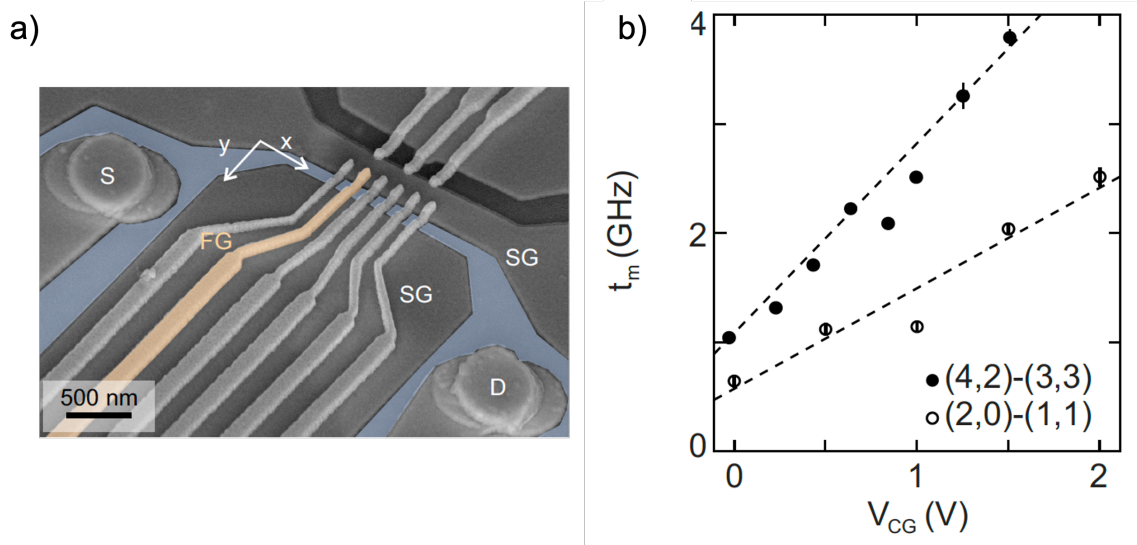 a)
S
y
x
FG
SG
SG
D
500 nm
b)
4
2
0
0
1
2
t_m (GHz)
V_CG (V)
(4,2)-(3,3)
(2,0)-(1,1)